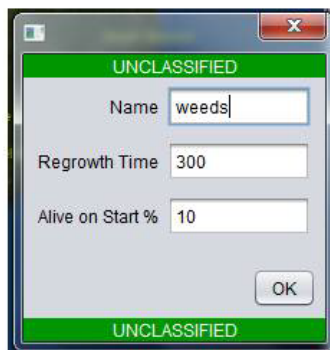 UNCLASSIFIED
Name weeds
Regrowth Time 300
Alive on Start % 10
OK
UNCLASSIFIED